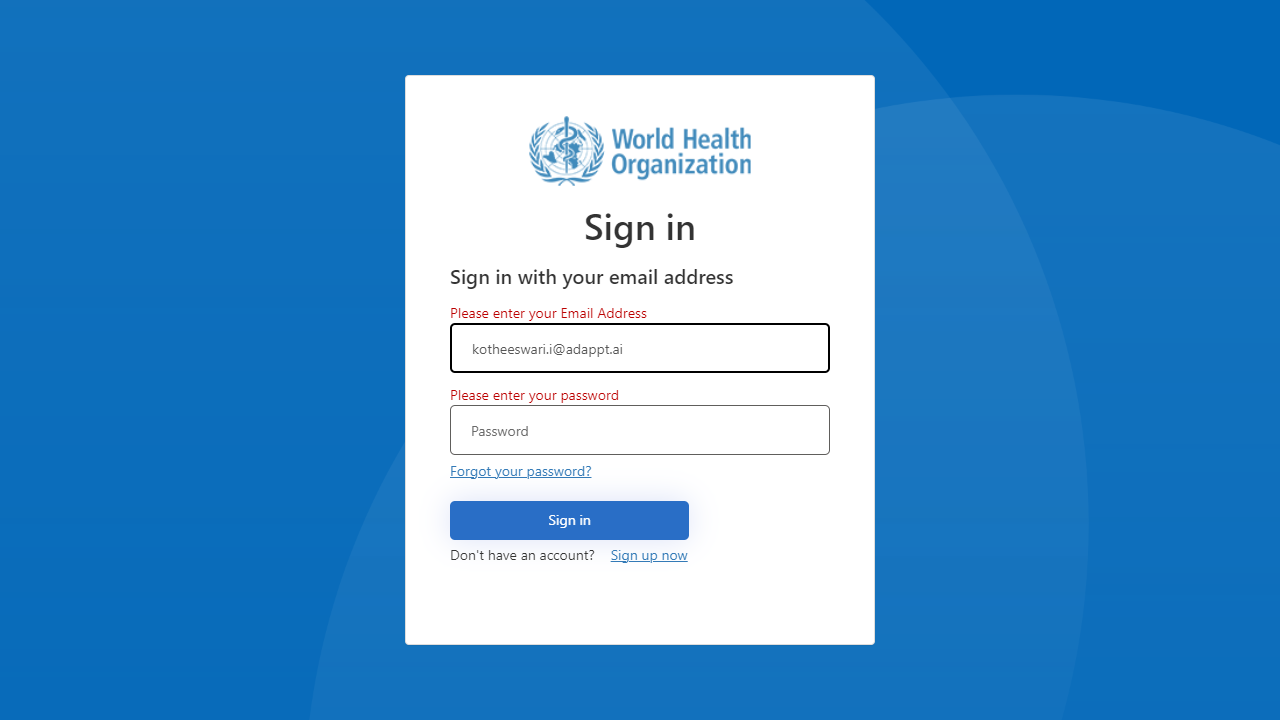 World Health
Organization
Sign in
Sign in with your email address
Please enter your Email Address
kotheeswari.i@adappt.ai
Please enter your password
Password
Forgot your password?
Sign in
Don't have an account? Sign up now